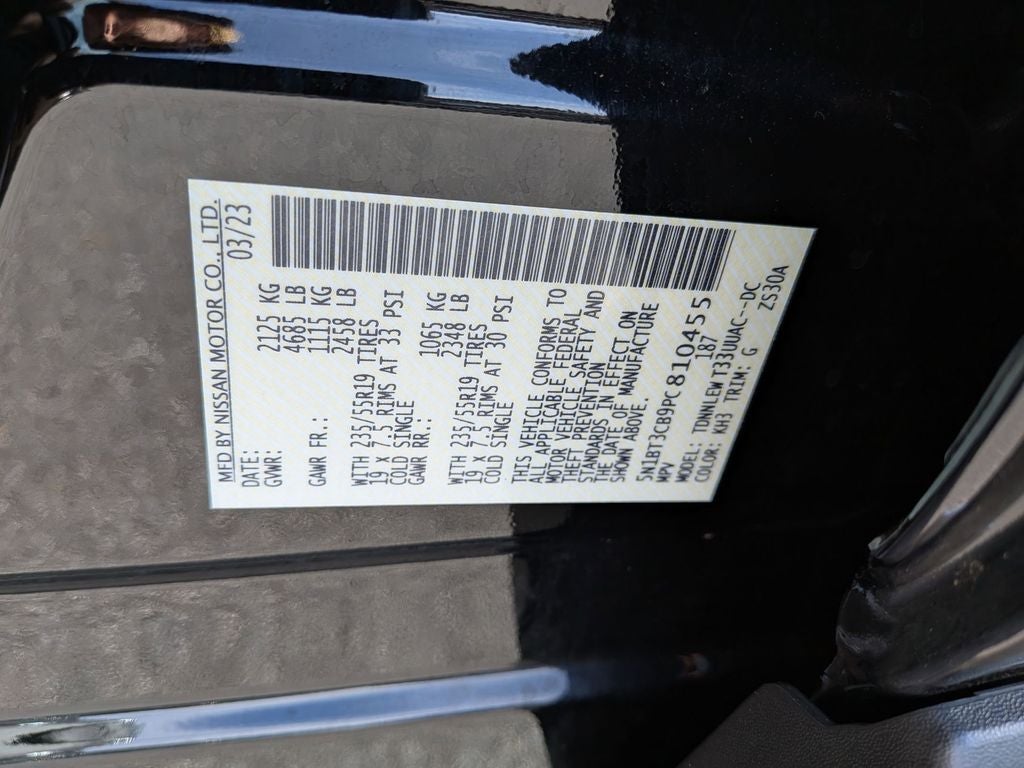 MFD BY NISSAN MOTOR CO., LTD.
DATE: 03/23
GVWR: 2125 KG
4685 LB
GAWR FR.: 1115 KG
2458 LB
WITH 235/55R19 TIRES
19 X 7.5 RIMS AT 33 PSI
COLD SINGLE
GAWR RR.: 1065 KG
2348 LB
WITH 235/55R19 TIRES
19 X 7.5 RIMS AT 30 PSI
COLD SINGLE
THIS VEHICLE CONFORMS TO
ALL APPLICABLE FEDERAL
MOTOR VEHICLE SAFETY AND
THEFT PREVENTION
STANDARDS IN EFFECT ON
THE DATE OF MANUFACTURE
SHOWN ABOVE.
5N1BT3CB9PC810455
MPV 187
MODEL: TDMNLEW T33UUAC--DC
COLOR: KH3 TRIM: G ZS30A